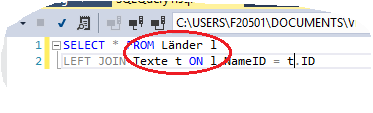 C:\USERS\F20501\DOCUMENTS\V
1 SELECT * FROM Länder l
2 LEFT JOIN Texte t ON l.NameID = t.ID